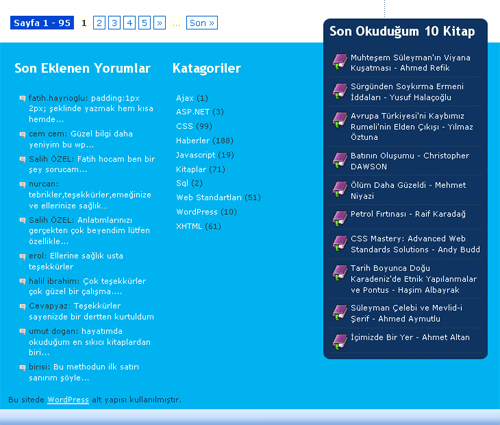 Sayfa 1 - 95 1 2 3 4 5 » ... Son »
Son Eklenen Yorumlar
fatih.hayrioglu: padding:1px
2px; şeklinde yazmak hem kısa
hemde...
cem cem: Güzel bilgi daha
yeniyim bu wp...
Salih ÖZEL: Fatih hocam ben bir
şey sorucam...
nurcan:
tebrikler,teşekkürler,emeğinize
ve ellerinize sağlık..
Salih ÖZEL: Anlatımlarınızı
gerçekten çok beyendim lütfen
özellikle...
erol: Ellerine sağlık usta
teşekkürler
halil ibrahim: Çok teşekkürler
çok güzel bir çalışma....
Cevapyaz: Teşekkürler
sayenizde bir dertten kurtuldum
umut dogan: hayatımda
okuduğum en sıkıcı kitaplardan
biri...
birisi: Bu methodun ilk satırı
sanırım şöyle...
Katagoriler
Ajax (1)
ASP.NET (3)
CSS (99)
Haberler (188)
Javascript (19)
Kitaplar (71)
Sql (2)
Web Standartları (51)
WordPress (10)
XHTML (61)
Son Okuduğum 10 Kitap
Muhteşem Süleyman'ın Viyana
Kuşatması - Ahmed Refik
Sürgünden Soykırıma Ermeni
İddaları - Yusuf Halaçoğlu
Avrupa Türkiyesi'ni Kaybımız
Rumeli'nin Elden Çıkışı - Yılmaz
Öztuna
Batının Oluşumu - Christopher
DAWSON
Ölüm Daha Güzeldi - Mehmet
Niyazi
Petrol Fırtınası - Raif Karadağ
CSS Mastery: Advanced Web
Standards Solutions - Andy Budd
Tarih Boyunca Doğu
Karadeniz'de Etnik Yapılanmalar
ve Pontus - Haşim Albayrak
Süleyman Çelebi ve Mevlid-i
Şerif - Ahmed Aymutlu
İçimizde Bir Yer - Ahmet Altan
Bu sitede WordPress alt yapısı kullanılmıştır.